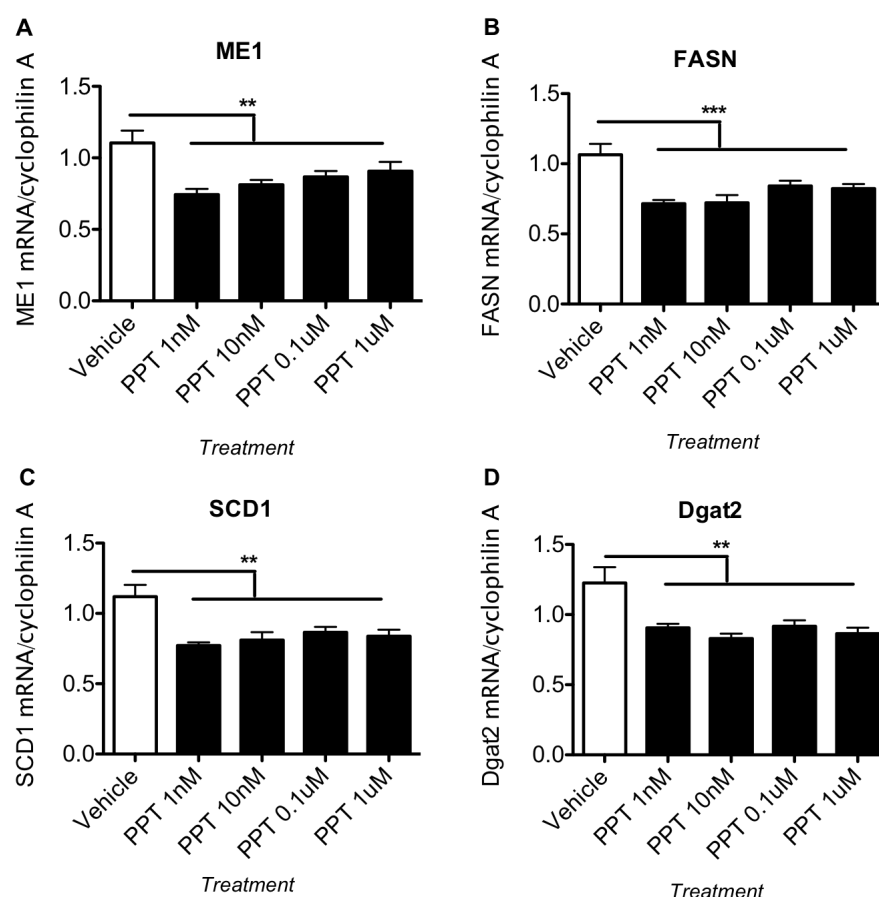 A
ME1
ME1 mRNA/cyclophilin A
1.5
1.0
0.5
0.0
**
Vehicle
PPT 1nM
PPT 10nM
PPT 0.1uM
PPT 1uM
Treatment
B
FASN
FASN mRNA/cyclophilin A
1.5
1.0
0.5
0.0
***
Vehicle
PPT 1nM
PPT 10nM
PPT 0.1uM
PPT 1uM
Treatment
C
SCD1
SCD1 mRNA/cyclophilin A
1.5
1.0
0.5
0.0
**
Vehicle
PPT 1nM
PPT 10nM
PPT 0.1uM
PPT 1uM
Treatment
D
Dgat2
Dgat2 mRNA/cyclophilin A
1.5
1.0
0.5
0.0
**
Vehicle
PPT 1nM
PPT 10nM
PPT 0.1uM
PPT 1uM
Treatment